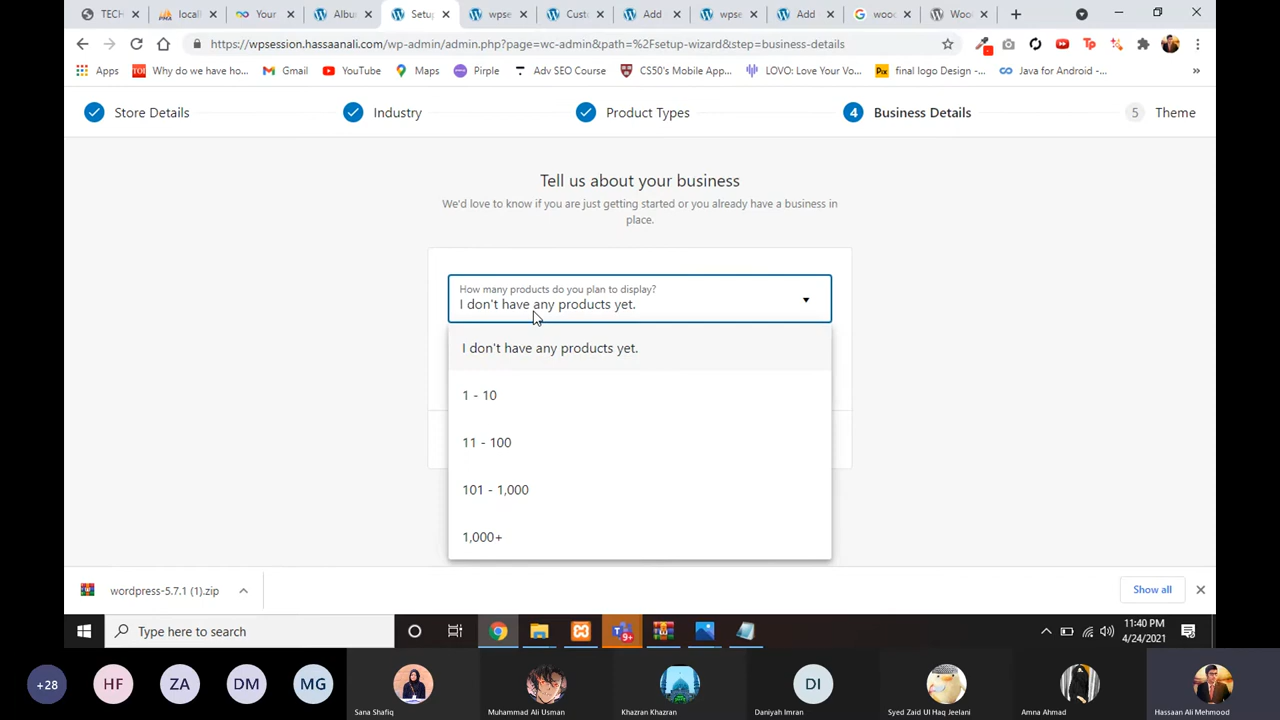 TECH
locall
Your
Albu
Setup
wpse
Custo
Add
wpse
Add
wooc
Wooc
https://wpsession.hassaanali.com/wp-admin/admin.php?page=wc-admin&path=%2Fsetup-wizard&step=business-details
Apps
TOI Why do we have ho...
Gmail
YouTube
Maps
Pirple
Adv SEO Course
CS50's Mobile App...
LOVO: Love Your Vo...
Pix final logo Design -...
Java for Android -...
»
Store Details
Industry
Product Types
4 Business Details
5 Theme
Tell us about your business
We'd love to know if you are just getting started or you already have a business in
place.
How many products do you plan to display?
I don't have any products yet.
I don't have any products yet.
1 - 10
11 - 100
101 - 1,000
1,000+
wordpress-5.7.1 (1).zip
Show all
Type here to search
9+
11:40 PM
4/24/2021
+28
HF
ZA
DM
MG
DI
Sana Shafiq
Muhammad Ali Usman
Khazran Khazran
Daniyah Imran
Syed Zaid Ul Haq Jeelani
Amna Ahmad
Hassaan Ali Mehmood